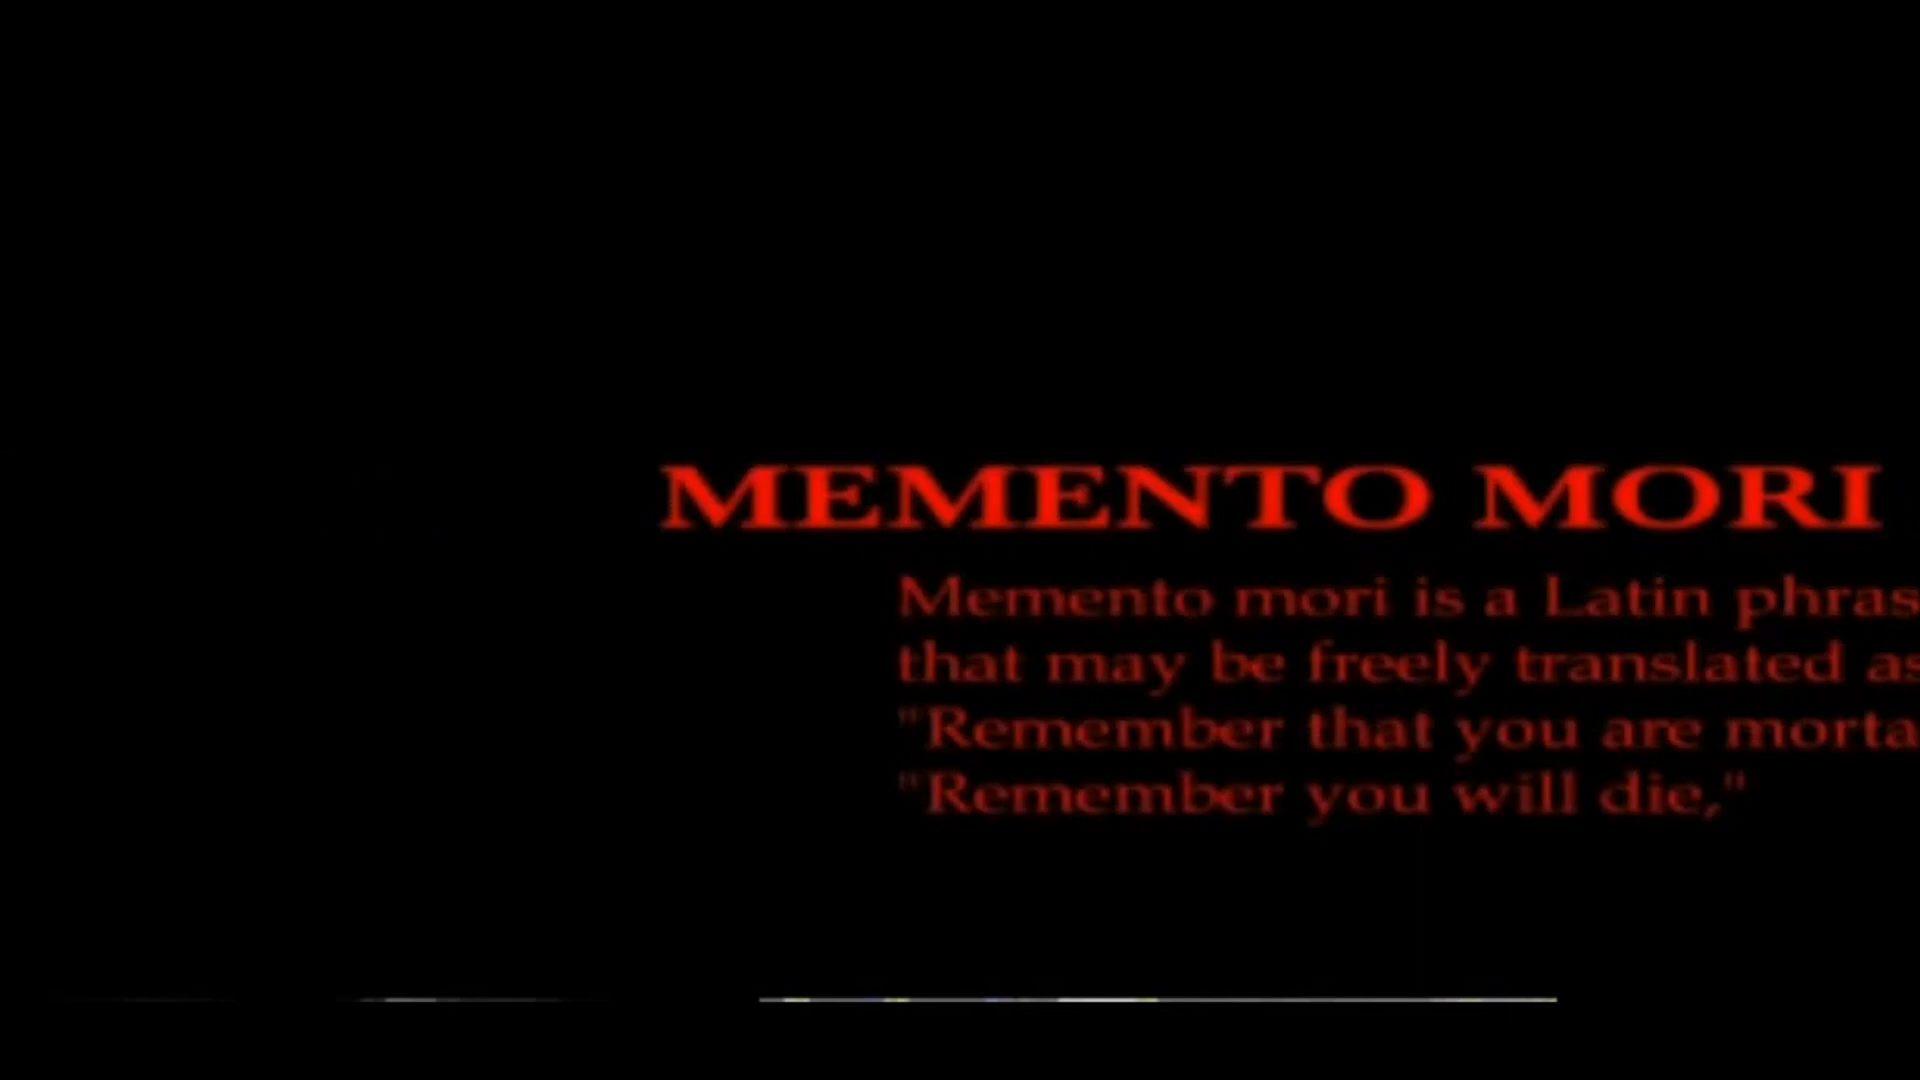 MEMENTO MORI
Memento mori is a Latin phras
that may be freely translated as
"Remember that you are morta
"Remember you will die,"